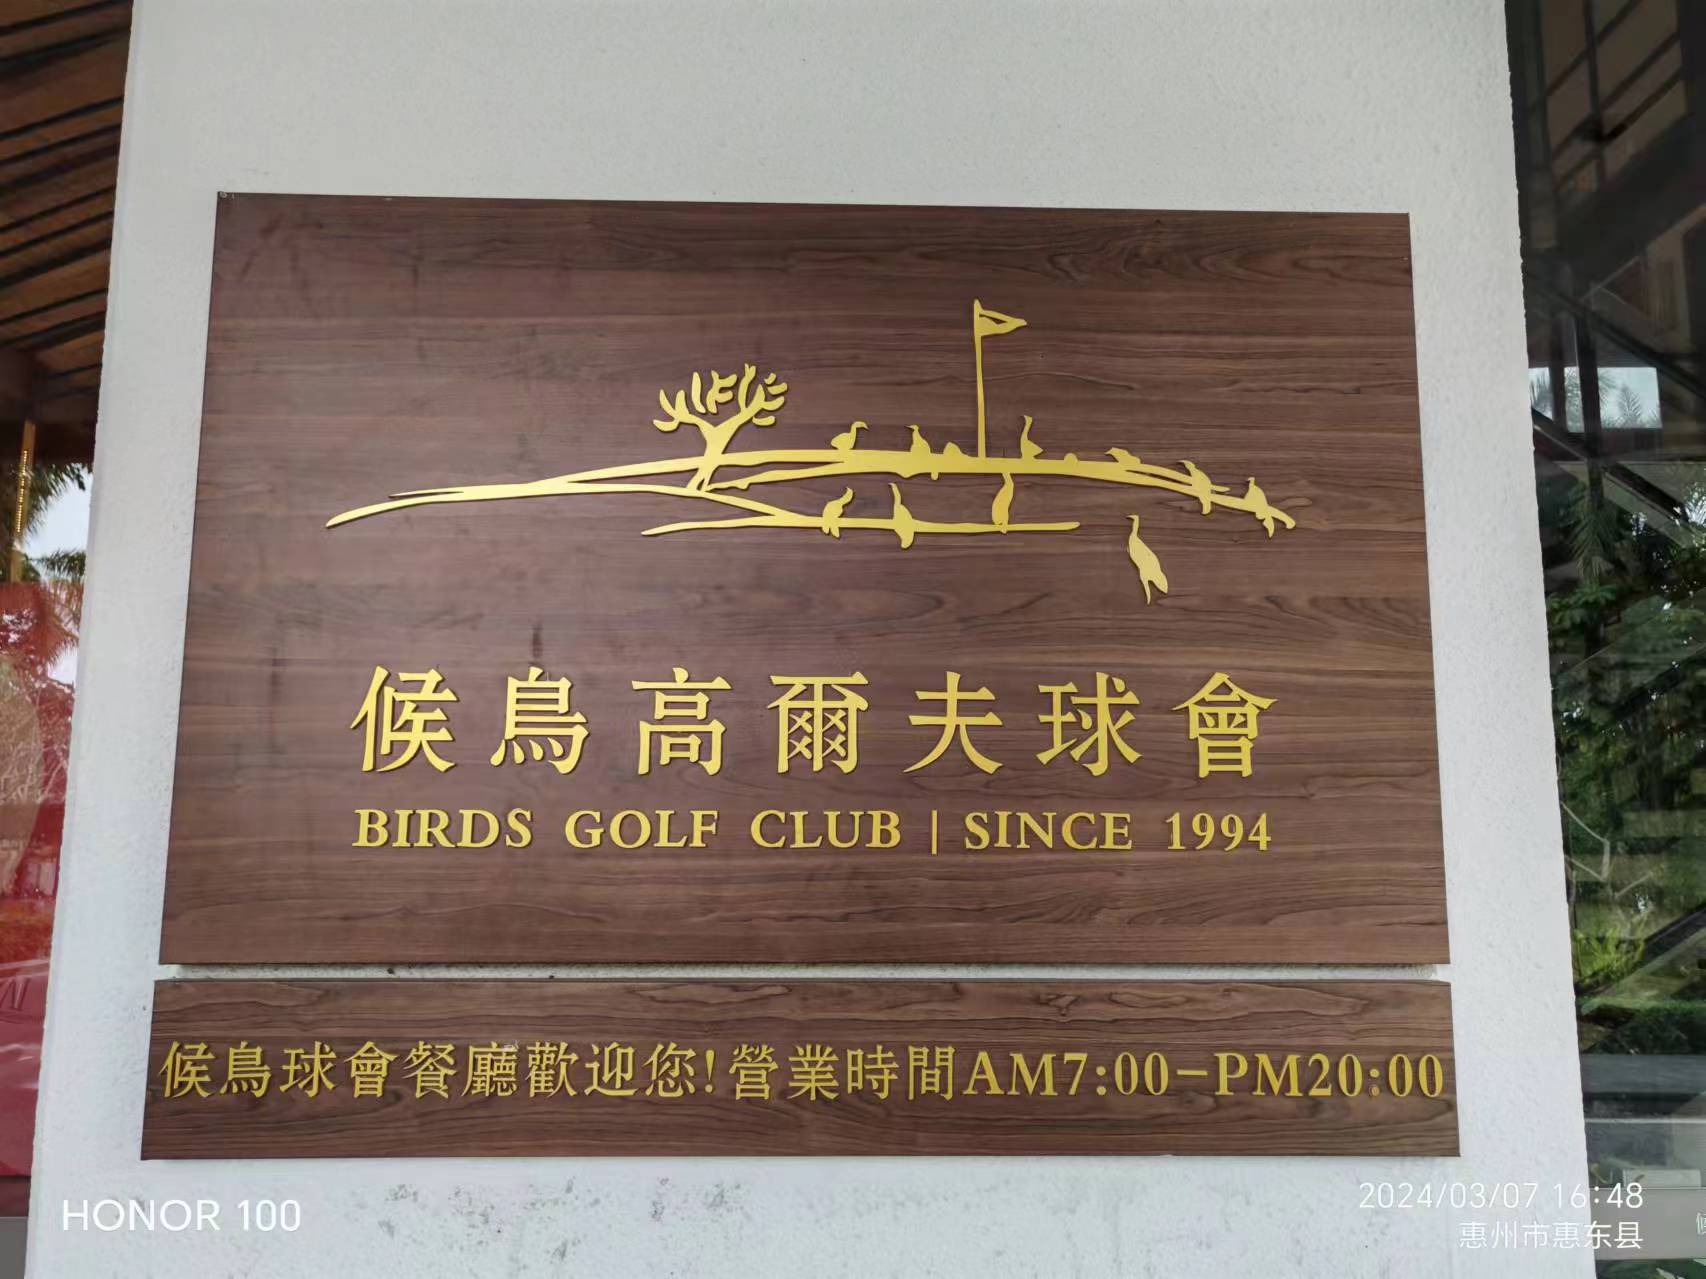 候鳥高爾夫球會
BIRDS GOLF CLUB | SINCE 1994
候鳥球會餐廳歡迎您!營業時間AM7:00-PM20:00
HONOR 100
2024/03/07 16:48
惠州市惠东县